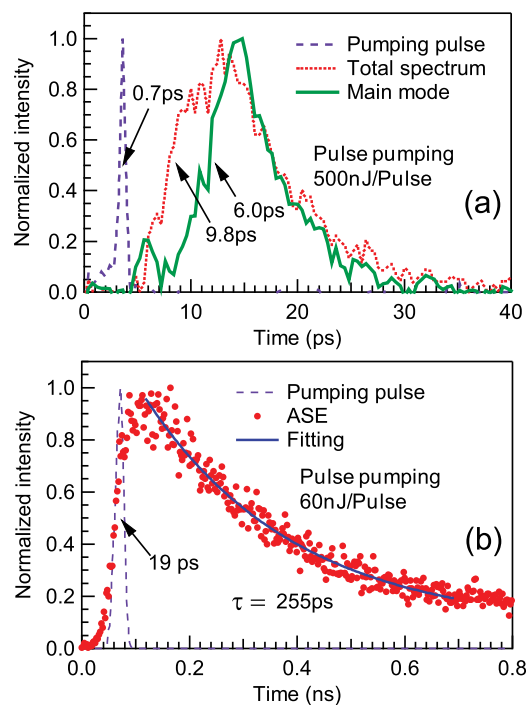 1.0
0.8
0.6
0.4
0.2
0.0
Normalized intensity
Pumping pulse
Total spectrum
Main mode
0.7ps
Pulse pumping
500nJ/Pulse
(a)
6.0ps
9.8ps
0 10 20 30 40
Time (ps)
1.0
0.8
0.6
0.4
0.2
0.0
Normalized intensity
Pumping pulse
ASE
Fitting
Pulse pumping
60nJ/Pulse
(b)
19 ps
τ = 255ps
0.0 0.2 0.4 0.6 0.8
Time (ns)